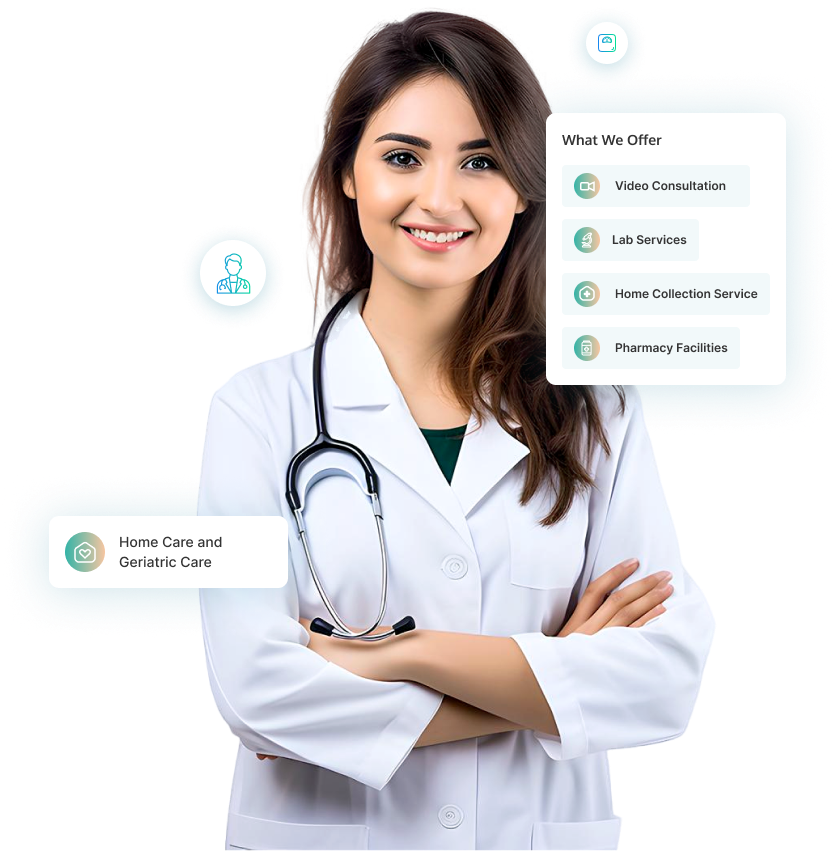 What We Offer
Video Consultation
Lab Services
Home Collection Service
Pharmacy Facilities
Home Care and
Geriatric Care